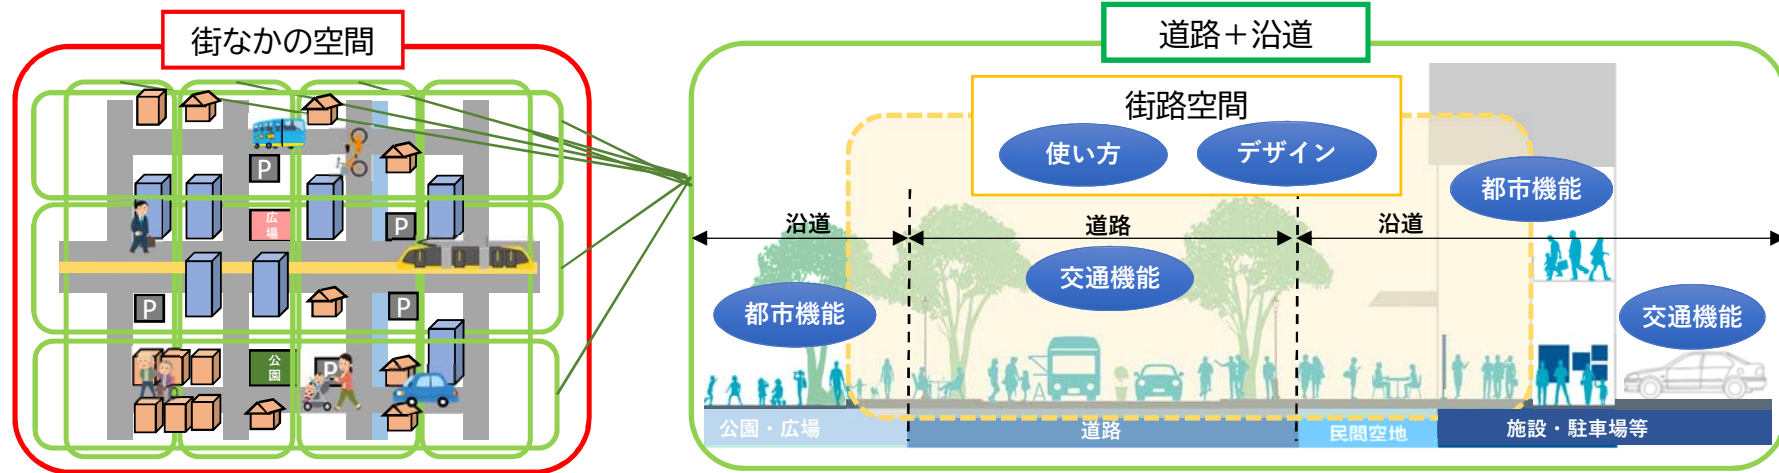 街なかの空間
P
広
場
P
P
P
公
園
P
道路＋沿道
街路空間
使い方
デザイン
都市機能
沿道
道路
沿道
交通機能
都市機能
交通機能
公園・広場
道路
民間空地
施設・駐車場等